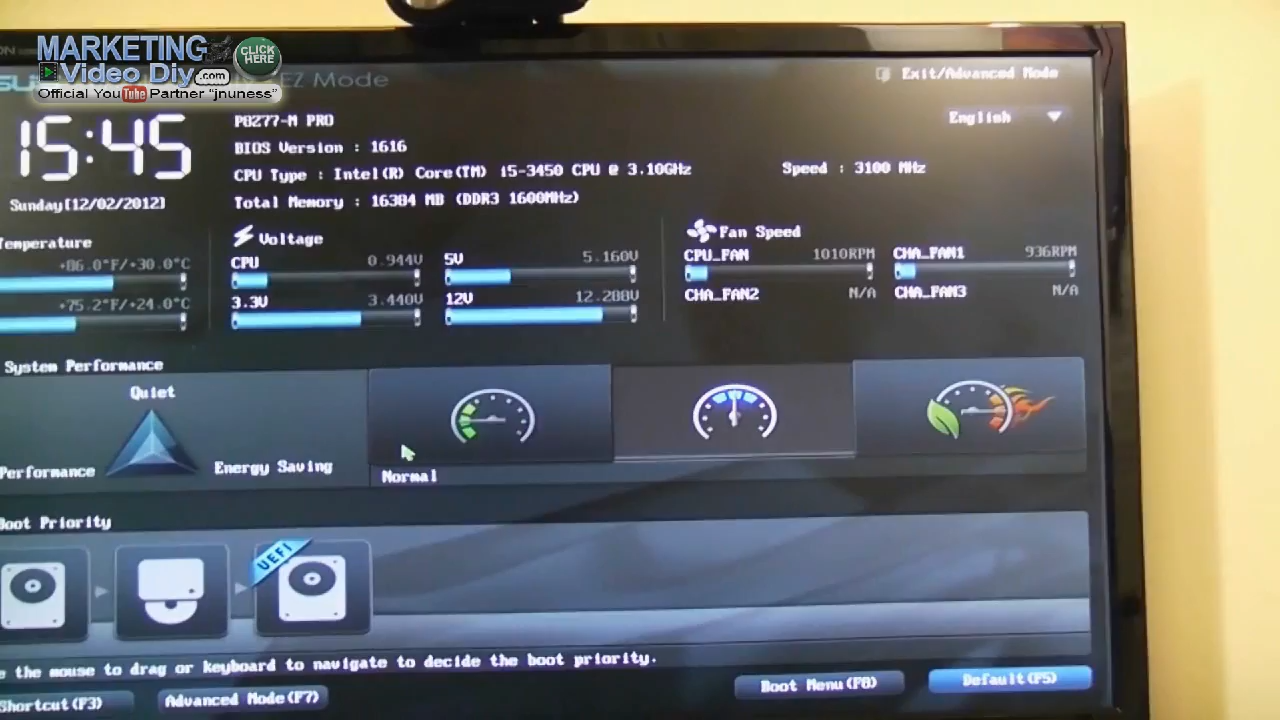 MARKETING
Video Diy.com
CLICK HERE
Official YouTube Partner "jnuness"
EZ Mode
Exit/Advanced Mode
English
15:45
Sunday[12/02/2012]
P8Z77-M PRO
BIOS Version : 1616
CPU Type : Intel(R) Core(TM) i5-3450 CPU @ 3.10GHz
Speed : 3100 MHz
Total Memory : 16384 MB (DDR3 1600MHz)
Temperature
+86.0°F/+30.0°C
+75.2°F/+24.0°C
Voltage
CPU 0.944V 5V 5.160V
3.3V 3.440V 12V 12.288V
Fan Speed
CPU_FAN 1010RPM CHA_FAN1 936RPM
CHA_FAN2 N/A CHA_FAN3 N/A
System Performance
Quiet
Performance
Energy Saving
Normal
Boot Priority
UEFI
e the mouse to drag or keyboard to navigate to decide the boot priority.
Shortcut(F3)
Advanced Mode(F7)
Boot Menu(F8)
Default(F5)